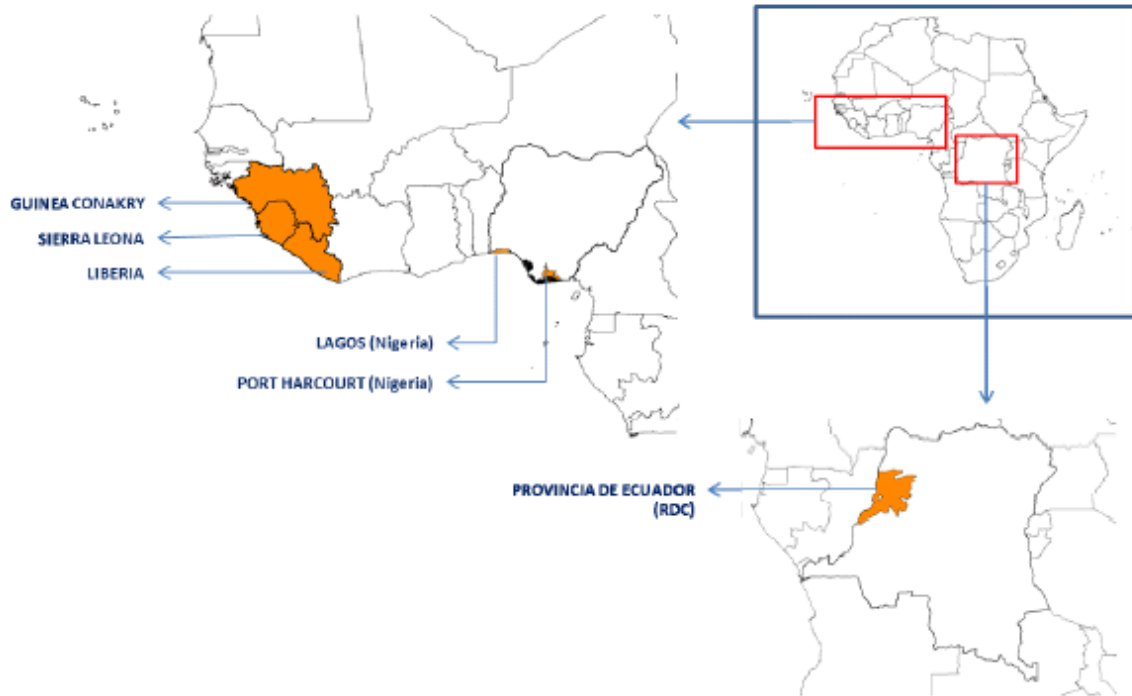 GUINEA CONAKRY
SIERRA LEONA
LIBERIA
LAGOS (Nigeria)
PORT HARCOURT (Nigeria)
PROVINCIA DE ECUADOR
(RDC)